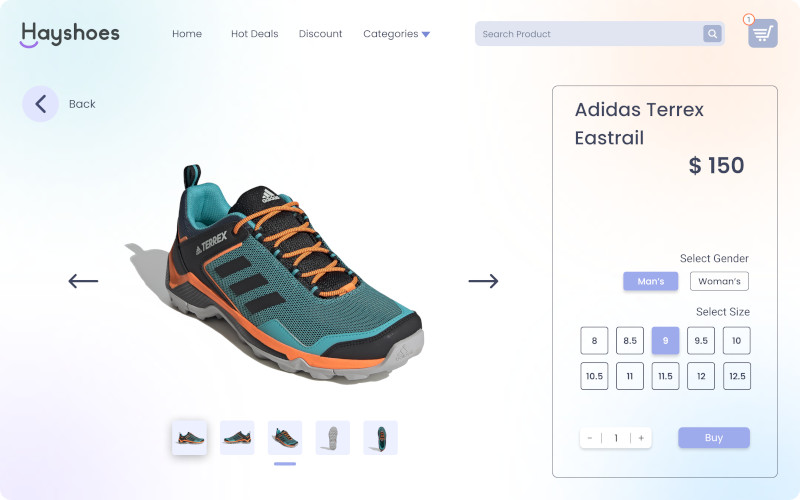 Hayshoes
Home
Hot Deals
Discount
Categories
Search Product
1
Back
Adidas Terrex
Eastrail
$ 150
adidas
TERREX
Select Gender
Man's
Woman's
Select Size
8
8.5
9
9.5
10
10.5
11
11.5
12
12.5
- 1 +
Buy